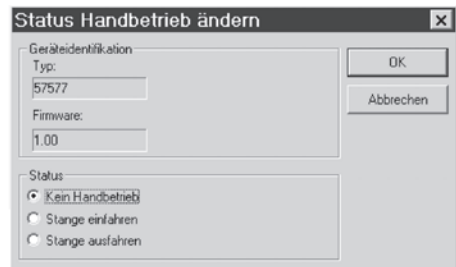 Status Handbetrieb ändern
Geräteidentifikation
Typ:
57577
Firmware:
1.00
OK
Abbrechen
Status
Kein Handbetrieb
Stange einfahren
Stange ausfahren